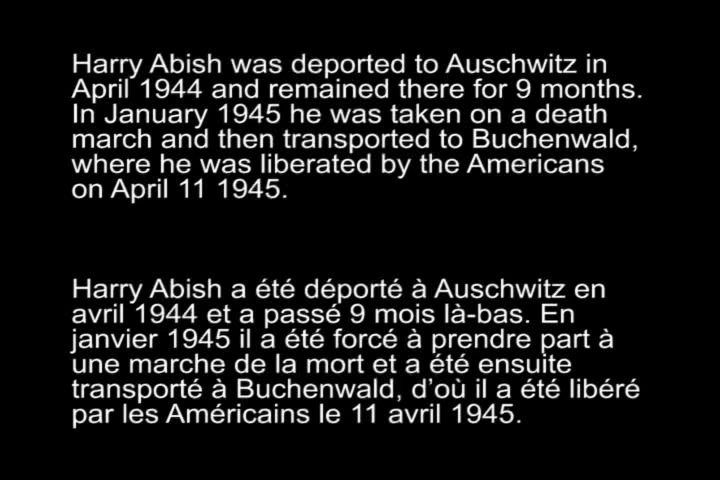 Harry Abish was deported to Auschwitz in
April 1944 and remained there for 9 months.
In January 1945 he was taken on a death
march and then transported to Buchenwald,
where he was liberated by the Americans
on April 11 1945.
Harry Abish a été déporté à Auschwitz en
avril 1944 et a passé 9 mois là-bas. En
janvier 1945 il a été forcé à prendre part à
une marche de la mort et a été ensuite
transporté à Buchenwald, d’où il a été libéré
par les Américains le 11 avril 1945.